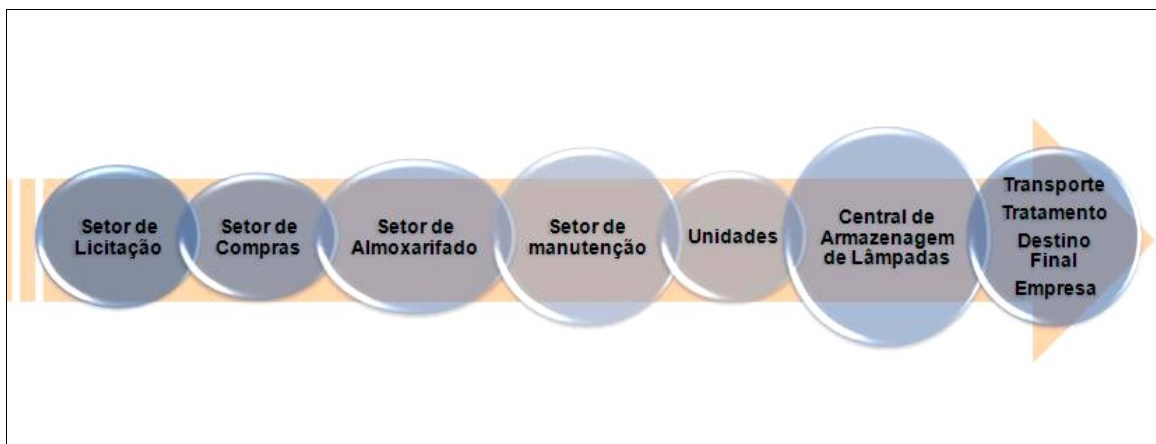 Setor de
Licitação
Setor de
Compras
Setor de
Almoxarifado
Setor de
manutenção
Unidades
Central de
Armazenagem
de Lâmpadas
Transporte
Tratamento
Destino
Final
Empresa